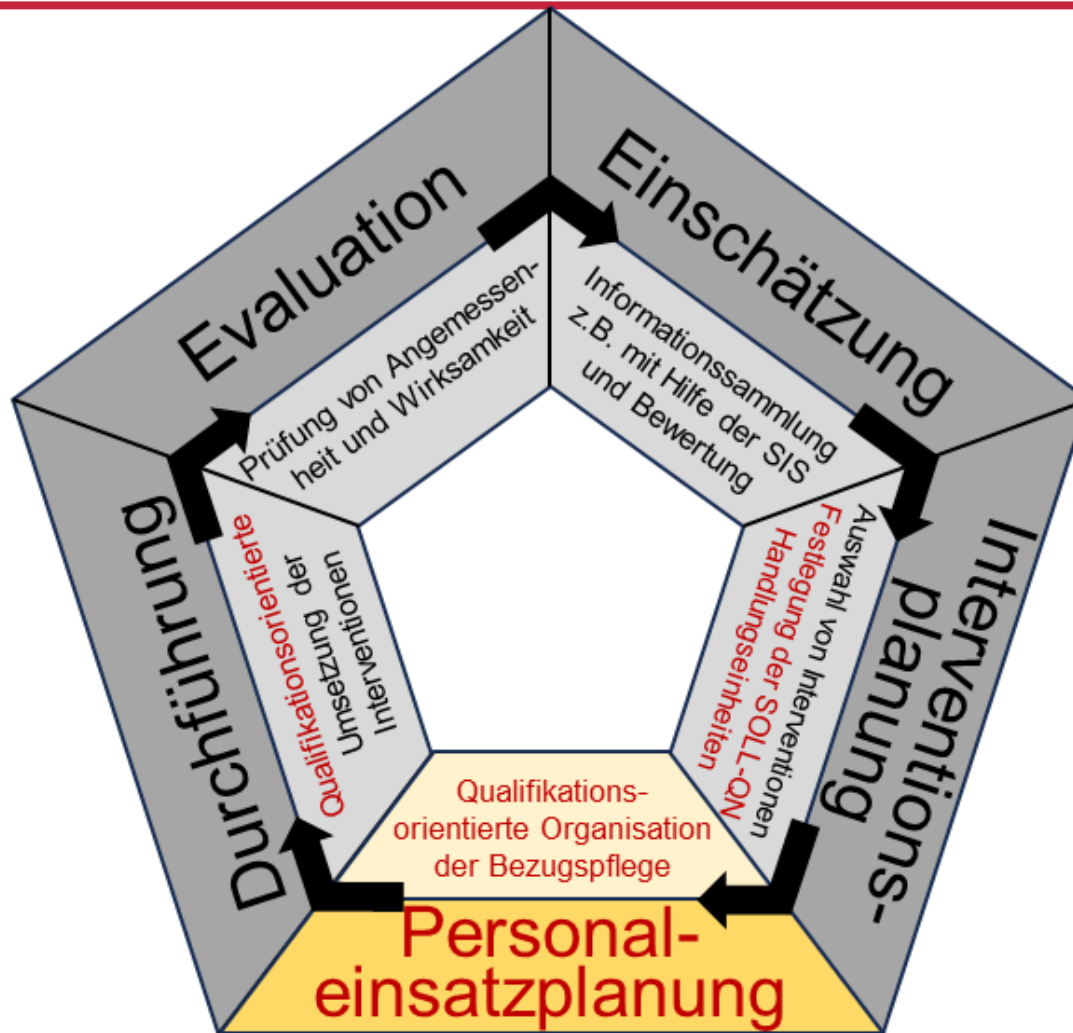 Einschätzung
Informationssammlung
z.B. mit Hilfe der SIS
und Bewertung
Interventions-
planung
Auswahl von Interventionen
Festlegung der SOLL-QN
Handlungseinheiten
Personal-
einsatzplanung
Qualifikations-
orientierte Organisation
der Bezugspflege
Durchführung
Qualifikationsorientierte
Umsetzung der
Interventionen
Evaluation
Prüfung von Angemessen-
heit und Wirksamkeit